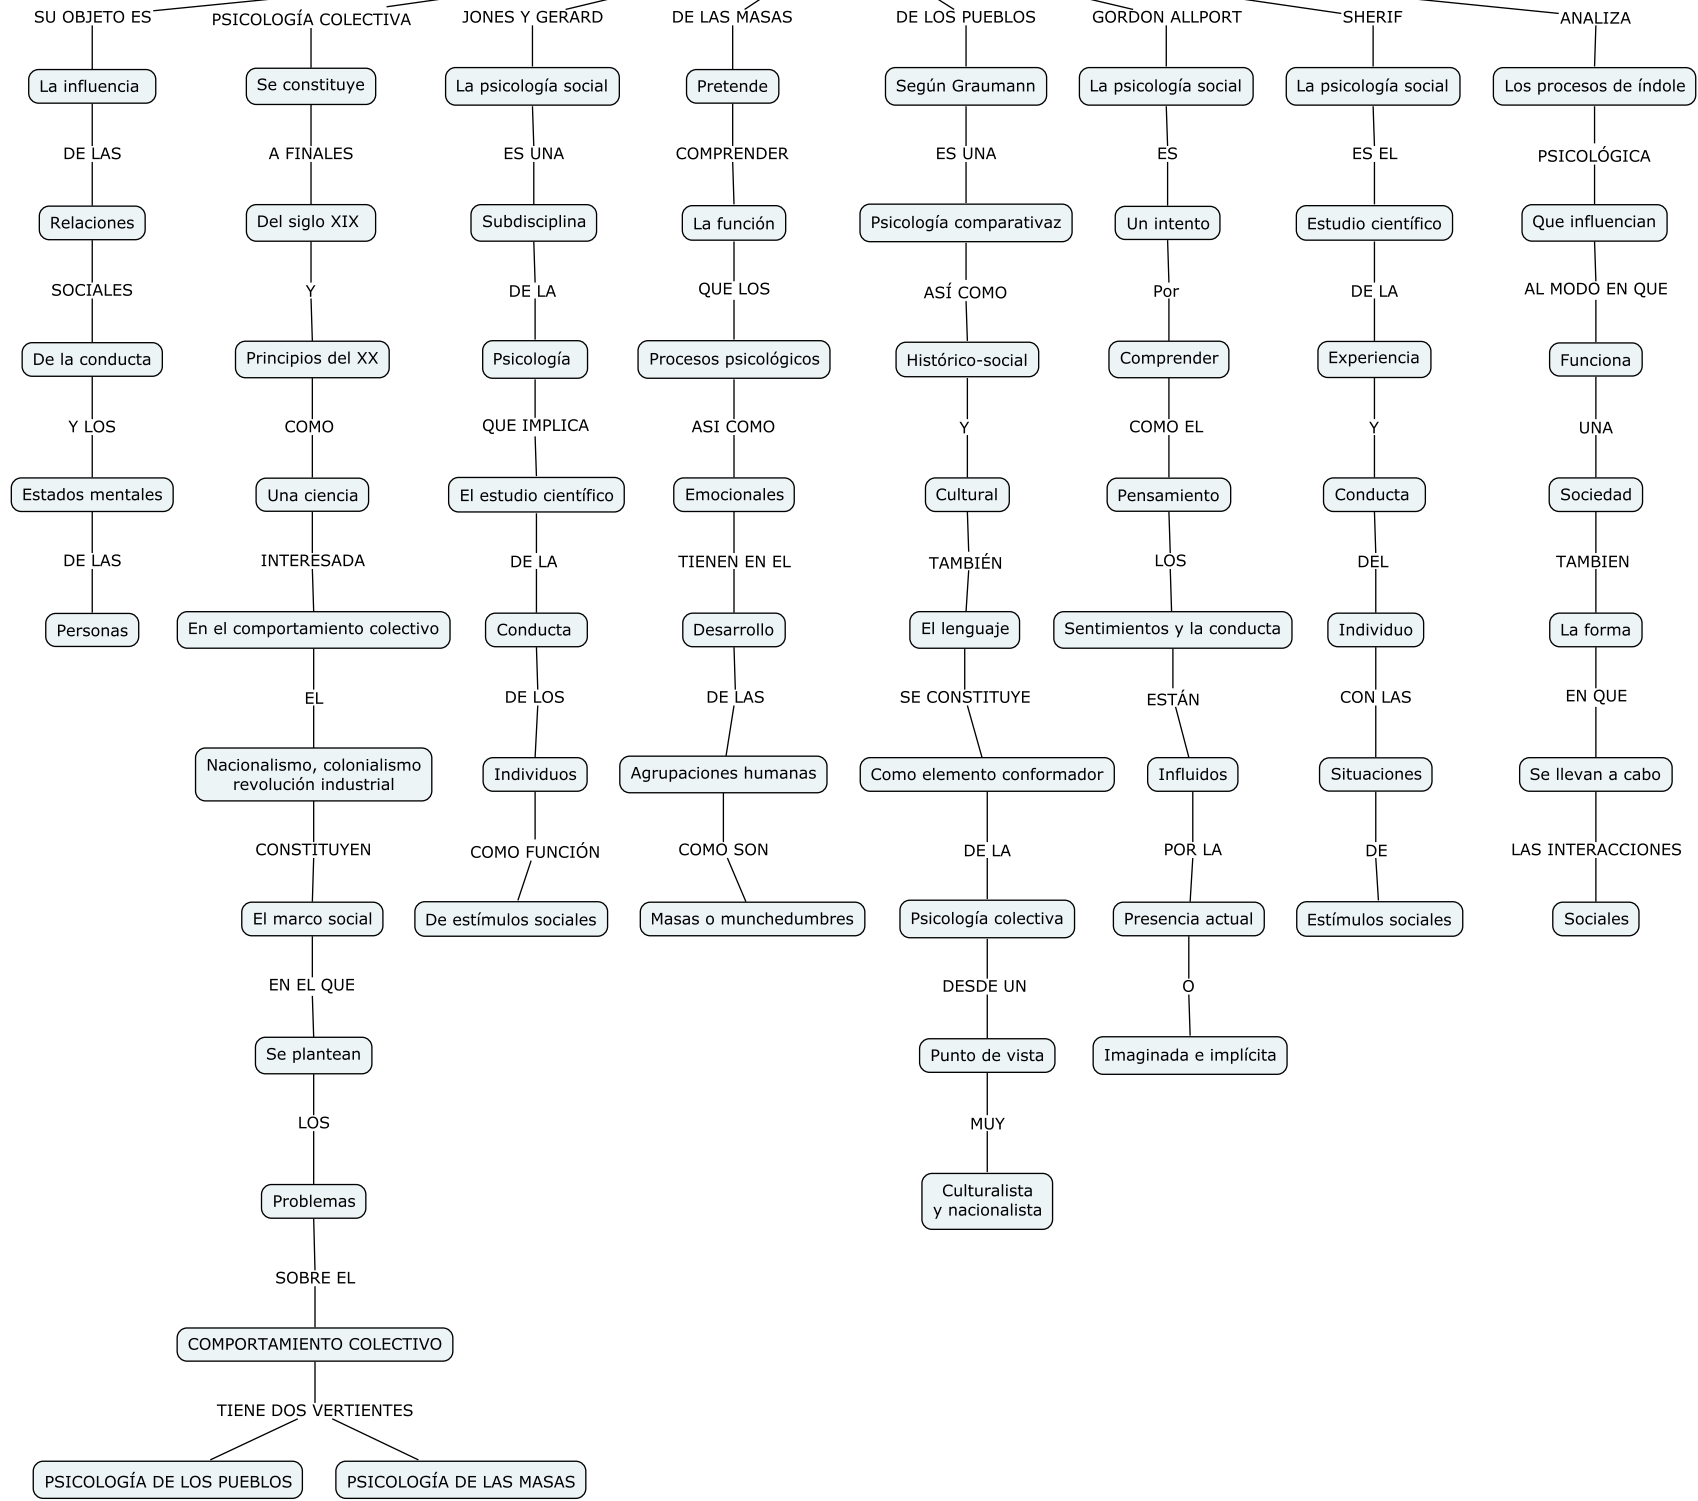 SU OBJETO ES
La influencia
DE LAS
Relaciones
SOCIALES
De la conducta
Y LOS
Estados mentales
DE LAS
Personas
PSICOLOGÍA COLECTIVA
Se constituye
A FINALES
Del siglo XIX
Y
Principios del XX
COMO
Una ciencia
INTERESADA
En el comportamiento colectivo
EL
Nacionalismo, colonialismo
revolución industrial
CONSTITUYEN
El marco social
EN EL QUE
Se plantean
LOS
Problemas
SOBRE EL
COMPORTAMIENTO COLECTIVO
TIENE DOS VERTIENTES
PSICOLOGÍA DE LOS PUEBLOS
PSICOLOGÍA DE LAS MASAS
JONES Y GERARD
La psicología social
ES UNA
Subdisciplina
DE LA
Psicología
QUE IMPLICA
El estudio científico
DE LA
Conducta
DE LOS
Individuos
COMO FUNCIÓN
De estímulos sociales
DE LAS MASAS
Pretende
COMPRENDER
La función
QUE LOS
Procesos psicológicos
ASI COMO
Emocionales
TIENEN EN EL
Desarrollo
DE LAS
Agrupaciones humanas
COMO SON
Masas o munchedumbres
DE LOS PUEBLOS
Según Graumann
ES UNA
Psicología comparativaz
ASÍ COMO
Histórico-social
Y
Cultural
TAMBIÉN
El lenguaje
SE CONSTITUYE
Como elemento conformador
DE LA
Psicología colectiva
DESDE UN
Punto de vista
MUY
Culturalista
y nacionalista
GORDON ALLPORT
La psicología social
ES
Un intento
Por
Comprender
COMO EL
Pensamiento
LOS
Sentimientos y la conducta
ESTÁN
Influidos
POR LA
Presencia actual
O
Imaginada e implícita
SHERIF
La psicología social
ES EL
Estudio científico
DE LA
Experiencia
Y
Conducta
DEL
Individuo
CON LAS
Situaciones
DE
Estímulos sociales
ANALIZA
Los procesos de índole
PSICOLÓGICA
Que influencian
AL MODO EN QUE
Funciona
UNA
Sociedad
TAMBIEN
La forma
EN QUE
Se llevan a cabo
LAS INTERACCIONES
Sociales